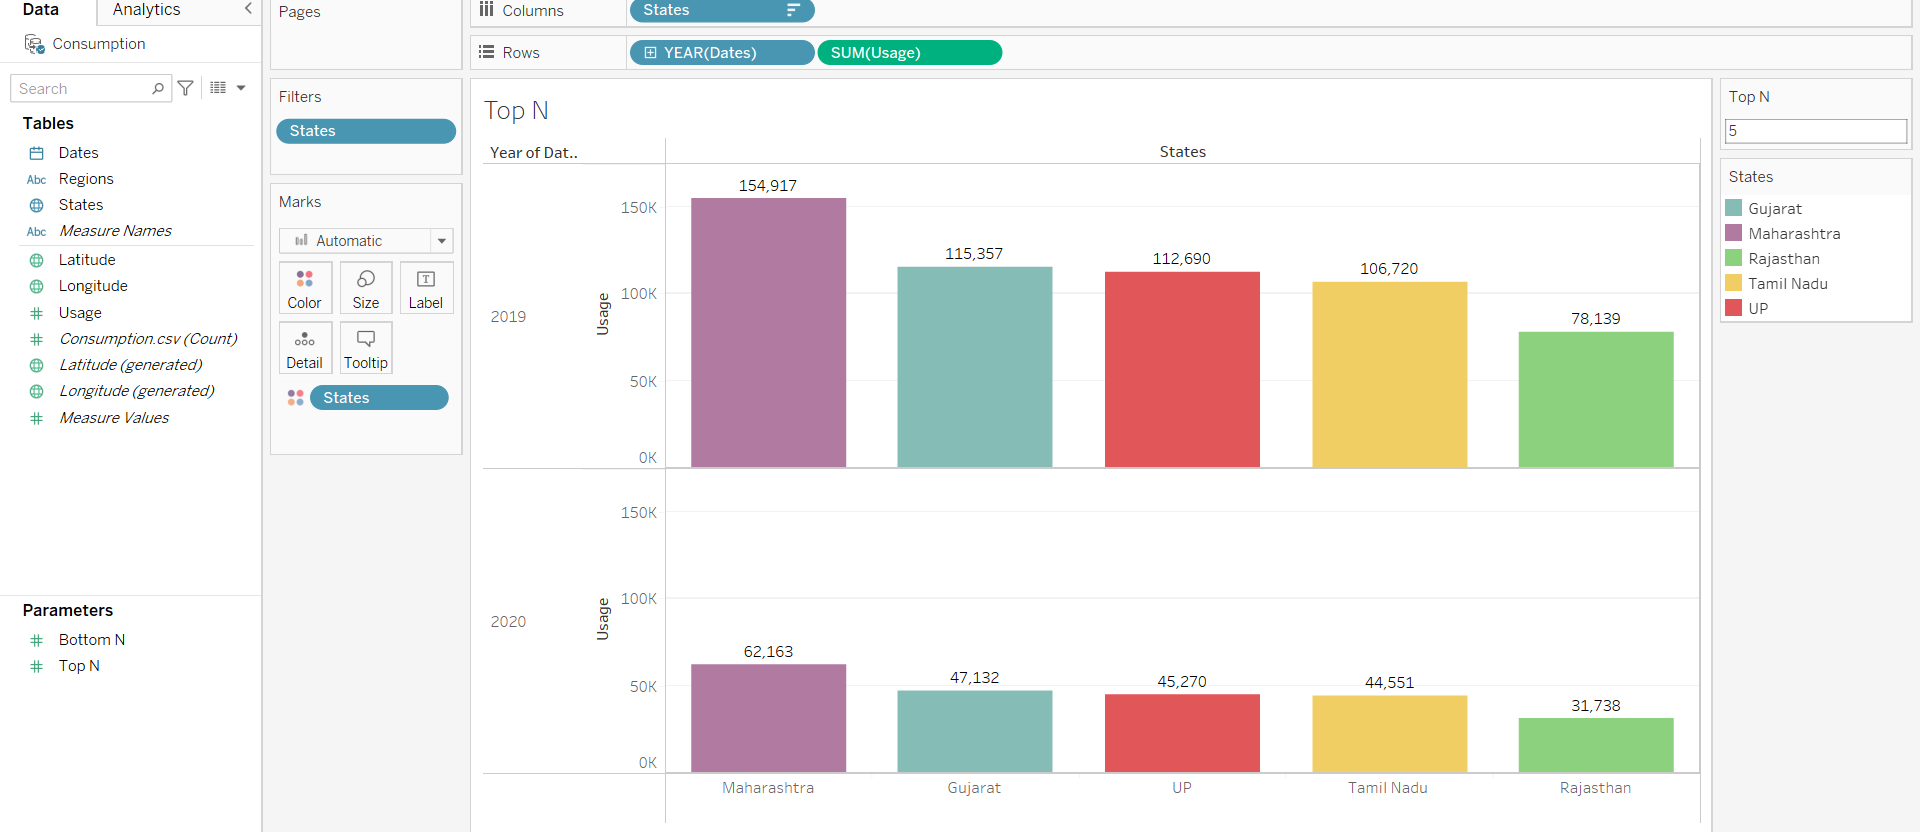 Data
Analytics
Consumption
Search
Tables
Dates
Abc Regions
States
Abc Measure Names
Latitude
Longitude
Usage
Consumption.csv (Count)
Latitude (generated)
Longitude (generated)
Measure Values
Parameters
Bottom N
Top N
Pages
Filters
States
Marks
Automatic
Color Size Label
Detail Tooltip
States
Columns States
Rows YEAR(Dates) SUM(Usage)
Top N
Year of Dat..
States
2019
Usage
150K
100K
50K
0K
154,917
115,357
112,690
106,720
78,139
2020
Usage
150K
100K
50K
0K
62,163
47,132
45,270
44,551
31,738
Maharashtra Gujarat UP Tamil Nadu Rajasthan
Top N
5
States
Gujarat
Maharashtra
Rajasthan
Tamil Nadu
UP